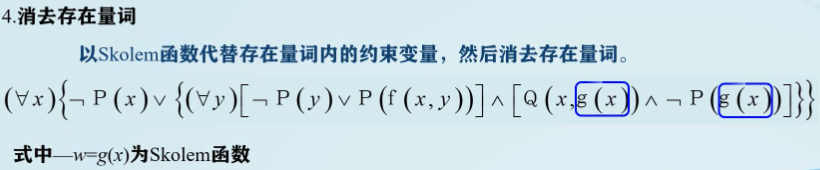 4.消去存在量词
以Skolem函数代替存在量词内的约束变量，然后消去存在量词。
(∀x){¬P(x)∨{(∀y)[¬P(y)∨P(f(x,y))]∧[Q(x,g(x))∧¬P(g(x))]}}
式中—w=g(x)为Skolem函数